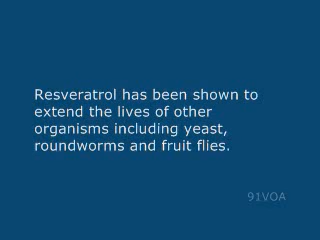 Resveratrol has been shown to
extend the lives of other
organisms including yeast,
roundworms and fruit flies.
91VOA